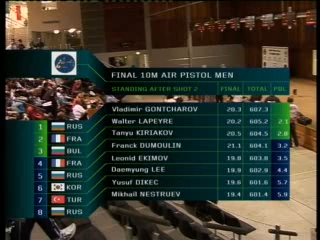 FINAL 10M AIR PISTOL MEN
STANDING AFTER SHOT 2 FINAL TOTAL PBL
1 RUS Vladimir GONTCHAROV 20.3 607.3
2 FRA Walter LAPEYRE 20.2 605.2 2.1
3 BUL Tanyu KIRIAKOV 20.5 604.5 2.8
4 FRA Franck DUMOULIN 21.1 604.1 3.2
5 RUS Leonid EKIMOV 19.8 603.8 3.5
6 KOR Daemyung LEE 19.9 602.9 4.4
7 TUR Yusuf DIKEC 19.6 601.6 5.7
8 RUS Mikhail NESTRUEV 19.4 601.4 5.9